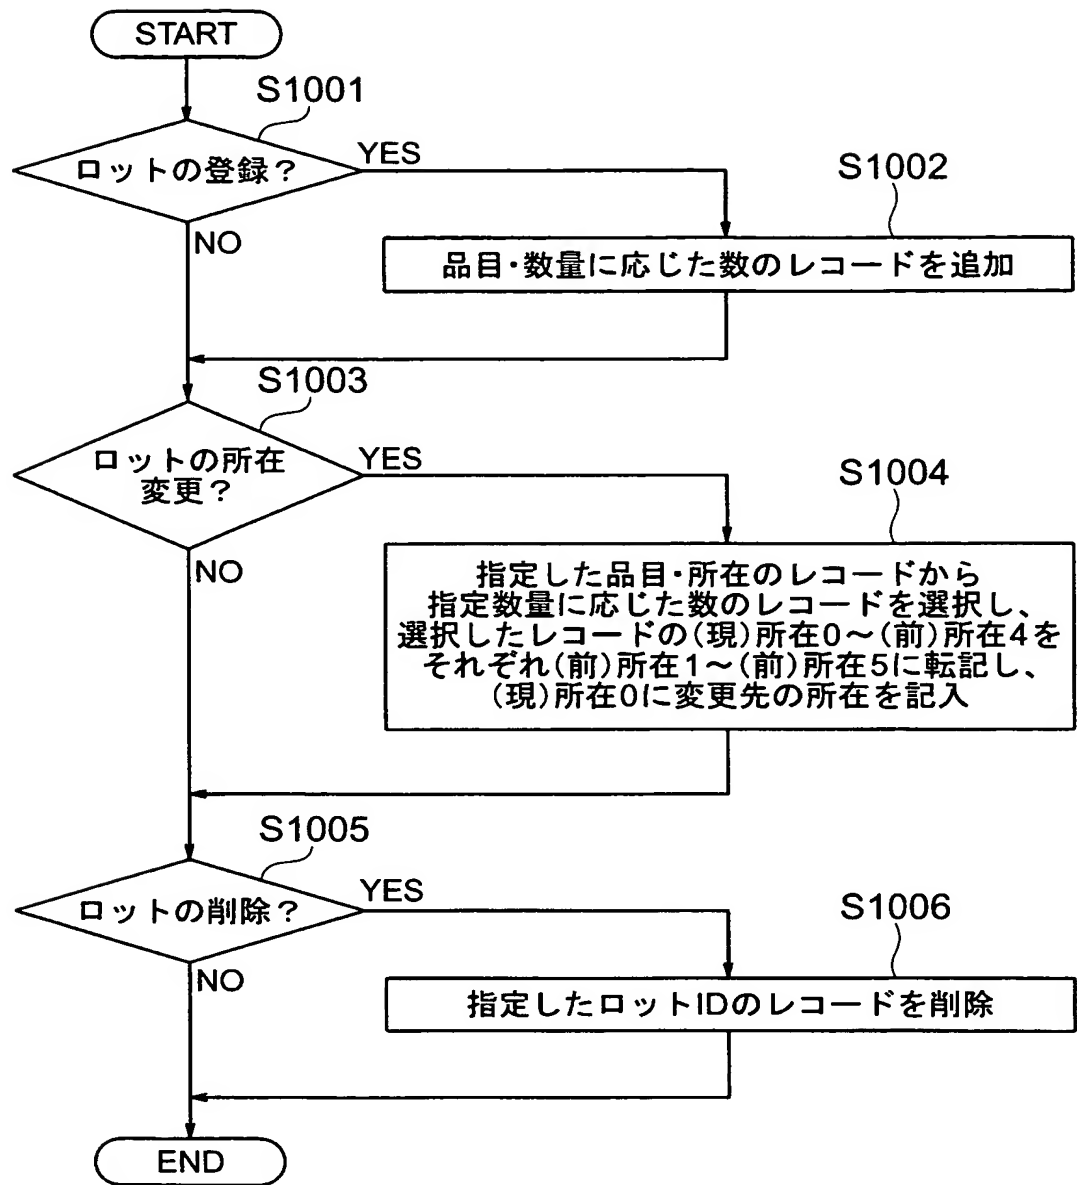 START
S1001
ロットの登録？
YES
NO
S1002
品目･数量に応じた数のレコードを追加
S1003
ロットの所在
変更？
YES
NO
S1004
指定した品目･所在のレコードから
指定数量に応じた数のレコードを選択し、
選択したレコードの(現)所在0～(前)所在4を
それぞれ(前)所在1～(前)所在5に転記し、
(現)所在0に変更先の所在を記入
S1005
ロットの削除？
YES
NO
S1006
指定したロットIDのレコードを削除
END